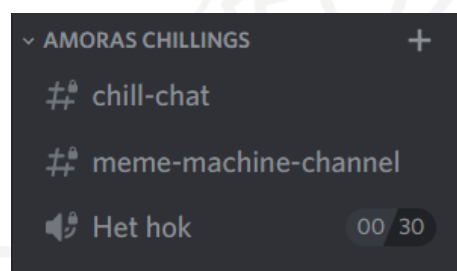 AMORAS CHILLINGS
chill-chat
meme-machine-channel
Het hok 00 30